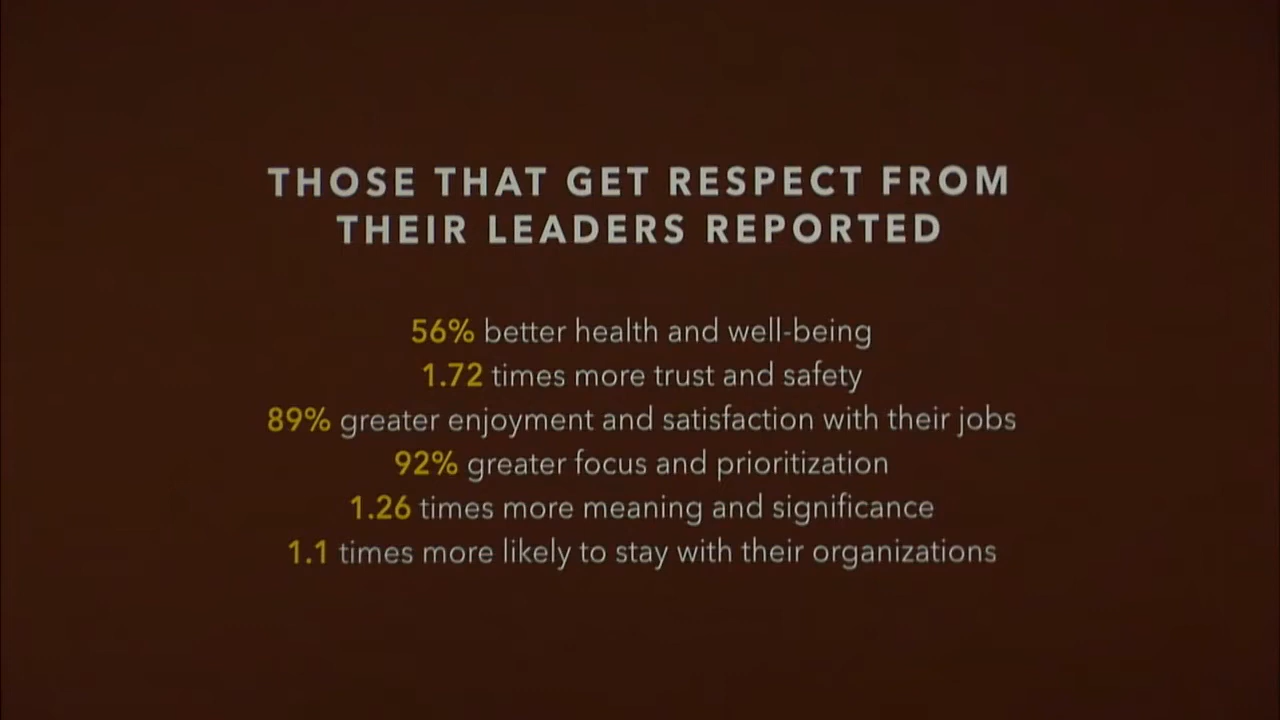 THOSE THAT GET RESPECT FROM
THEIR LEADERS REPORTED
56% better health and well-being
1.72 times more trust and safety
89% greater enjoyment and satisfaction with their jobs
92% greater focus and prioritization
1.26 times more meaning and significance
1.1 times more likely to stay with their organizations